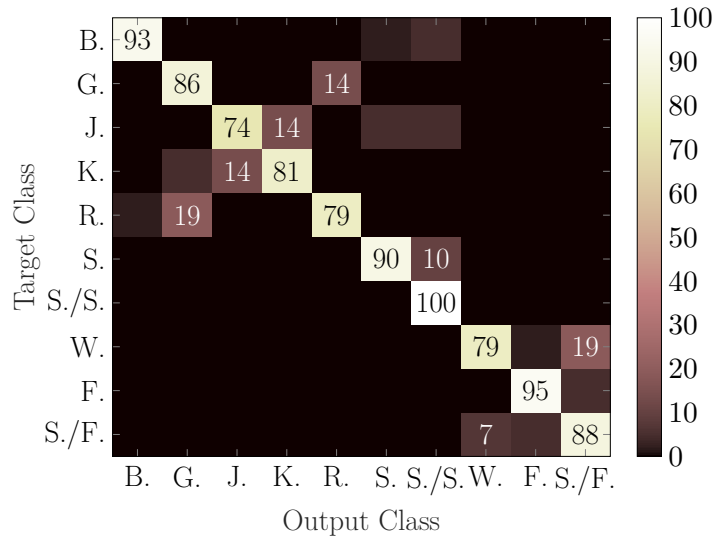 B. 93
G. 86 14
J. 74 14
K. 14 81
R. 19 79
S. 90 10
S./S. 100
W. 79 19
F. 95
S./F. 7 88
B. G. J. K. R. S. S./S. W. F. S./F.
Output Class
Target Class
100
90
80
70
60
50
40
30
20
10
0